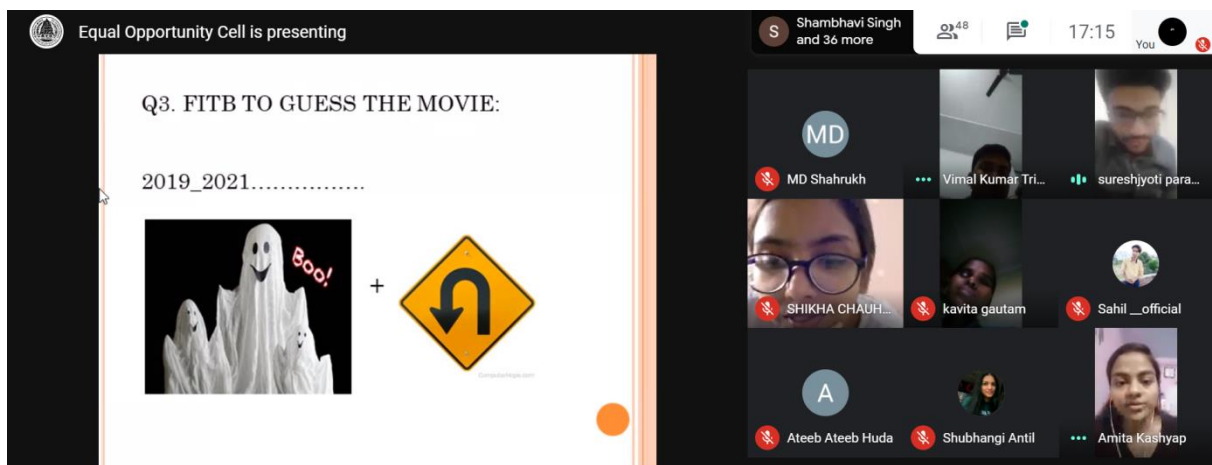 Equal Opportunity Cell is presenting
Q3. FITB TO GUESS THE MOVIE:
2019_2021................
Boo!
+
ComputerHope.com
S
Shambhavi Singh
and 36 more
48
17:15
You
MD
MD Shahrukh
Vimal Kumar Tri...
sureshjyoti para...
SHIKHA CHAUH...
kavita gautam
Sahil __official
A
Ateeb Ateeb Huda
Shubhangi Antil
Amita Kashyap